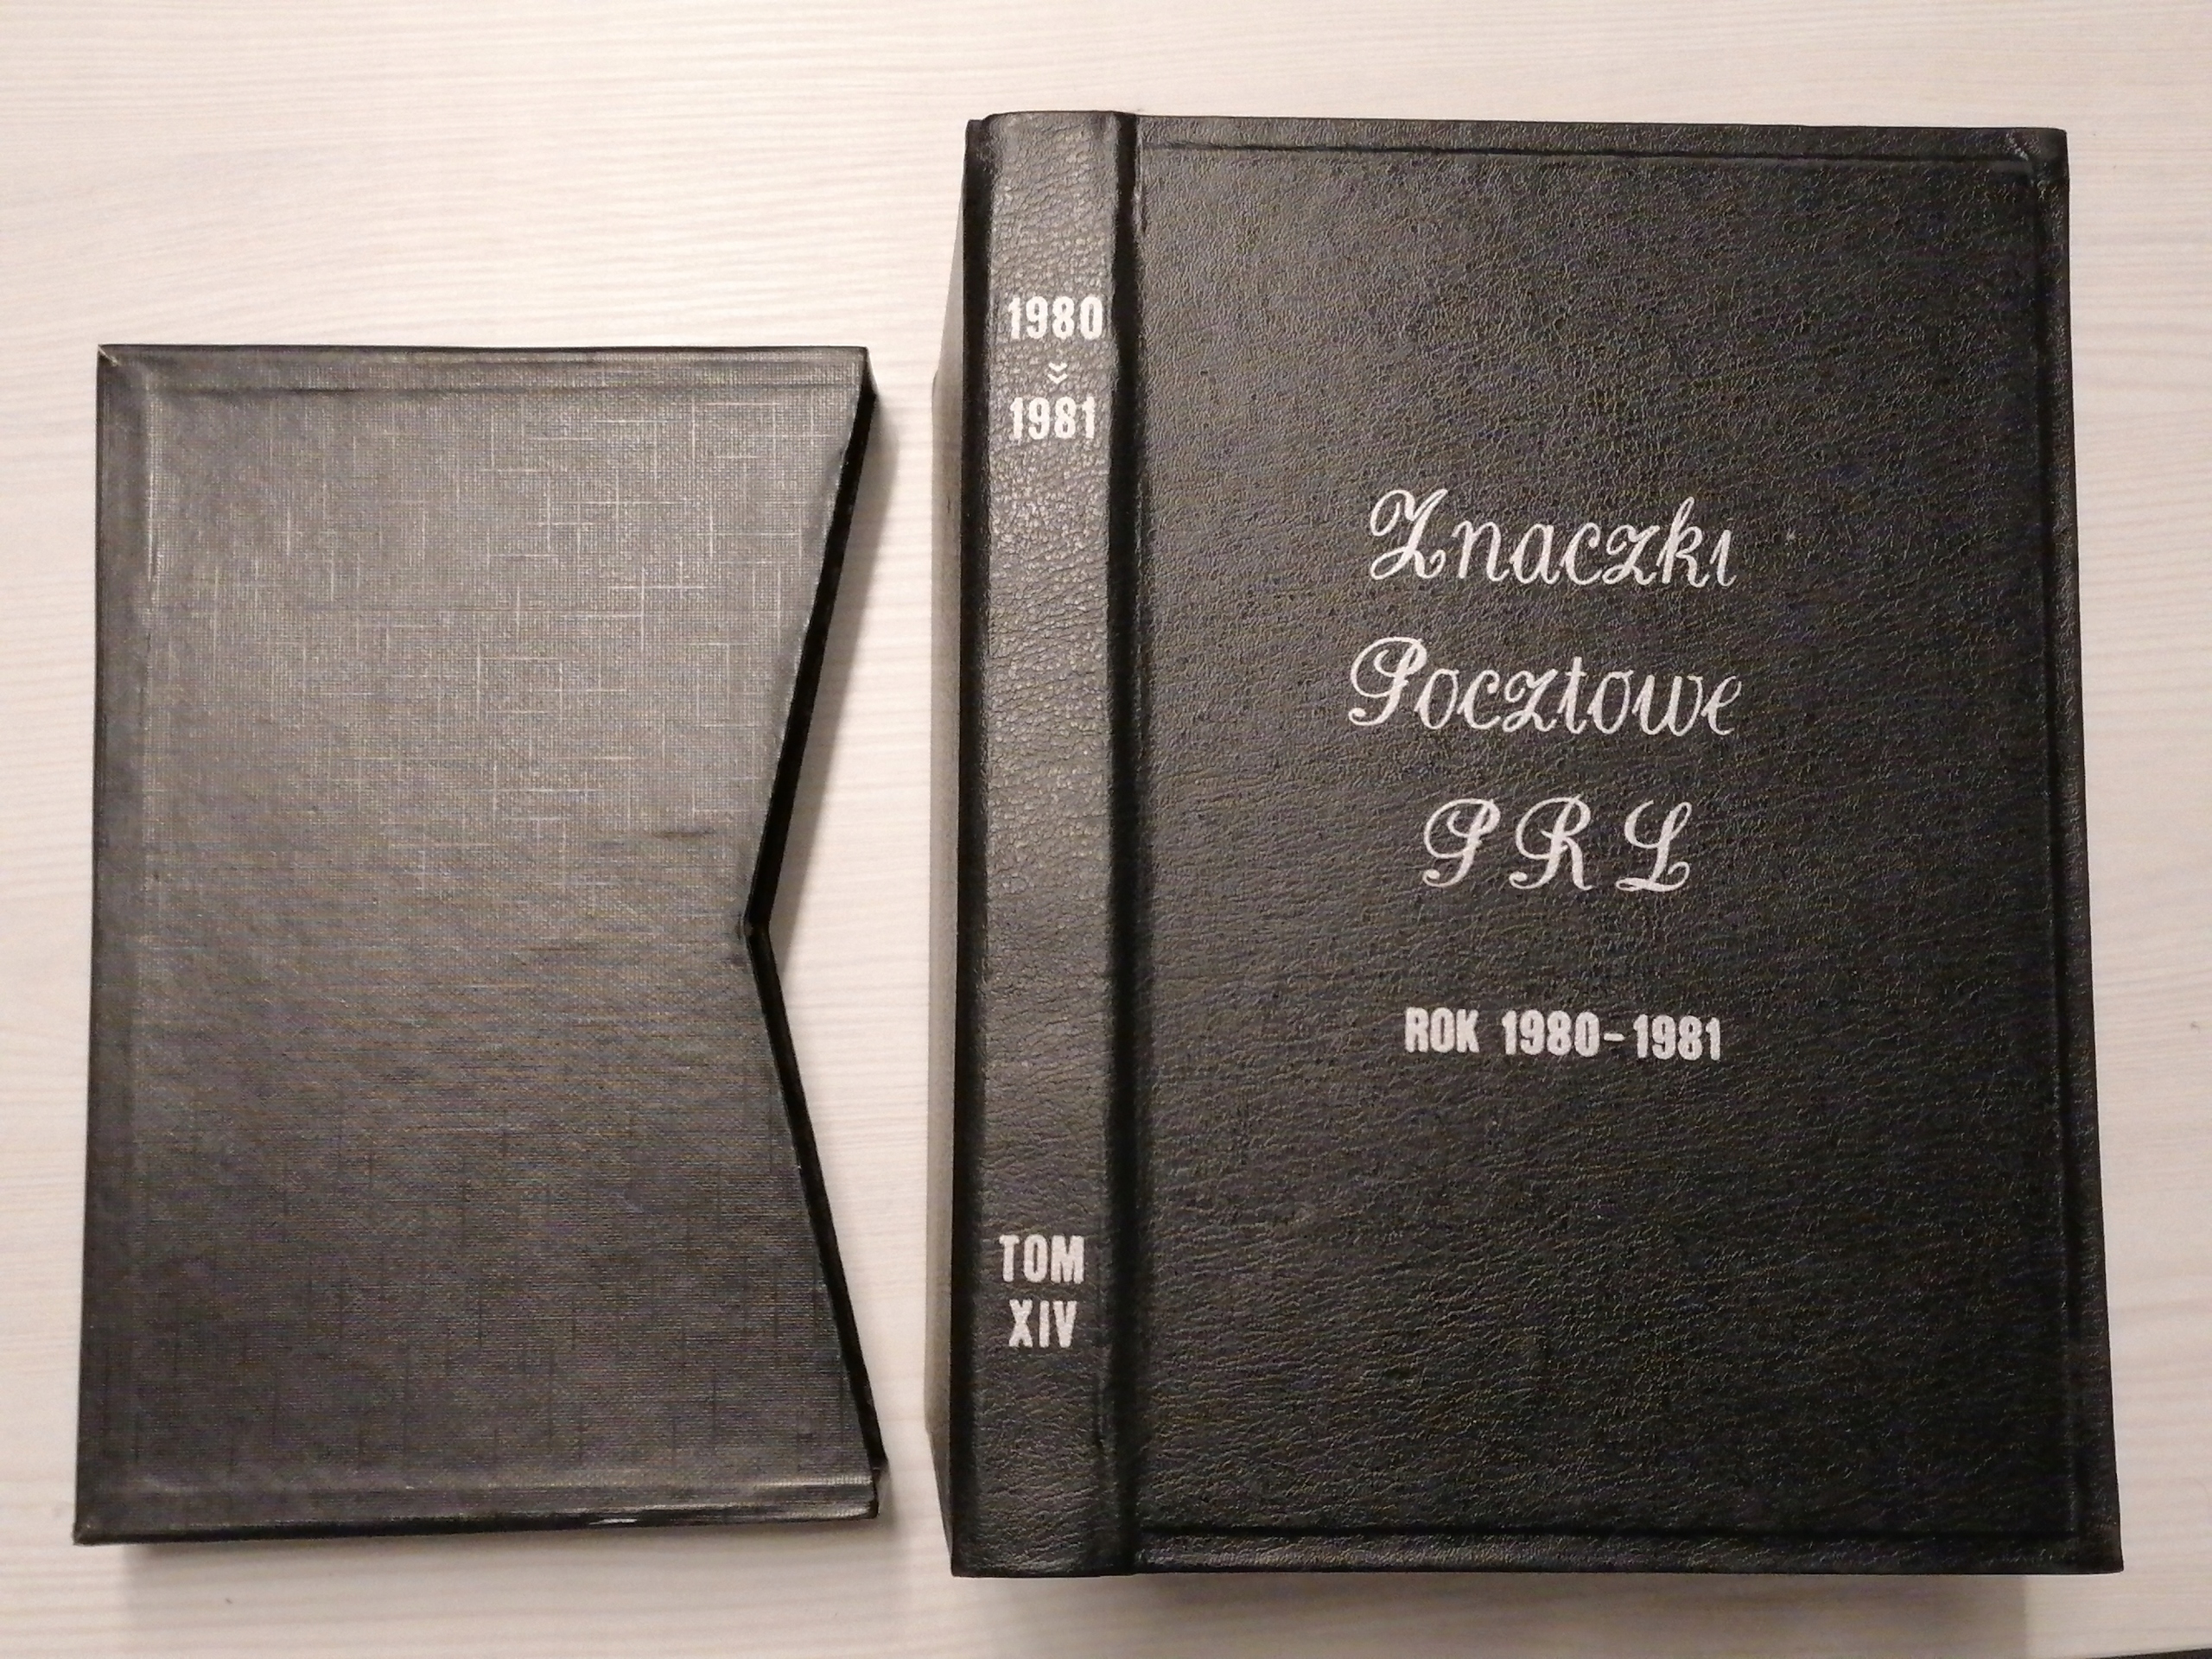 1980
1981
TOM
XIV
Znaczki
Pocztowe
PRL
ROK 1980-1981